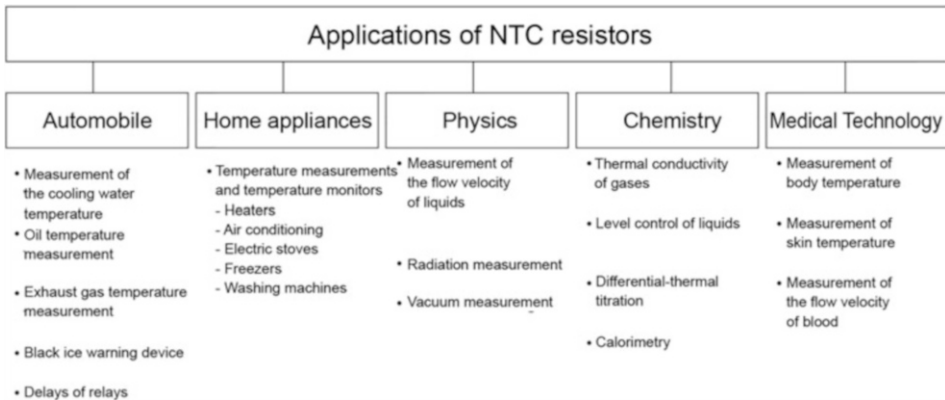 Applications of NTC resistors
Automobile
• Measurement of
the cooling water
temperature
• Oil temperature
measurement
• Exhaust gas temperature
measurement
• Black ice warning device
• Delays of relays
Home appliances
• Temperature measurements
and temperature monitors
- Heaters
- Air conditioning
- Electric stoves
- Freezers
- Washing machines
Physics
• Measurement of
the flow velocity
of liquids
• Radiation measurement
• Vacuum measurement
Chemistry
• Thermal conductivity
of gases
• Level control of liquids
• Differential-thermal
titration
• Calorimetry
Medical Technology
• Measurement of
body temperature
• Measurement of
skin temperature
• Measurement of
the flow velocity
of blood